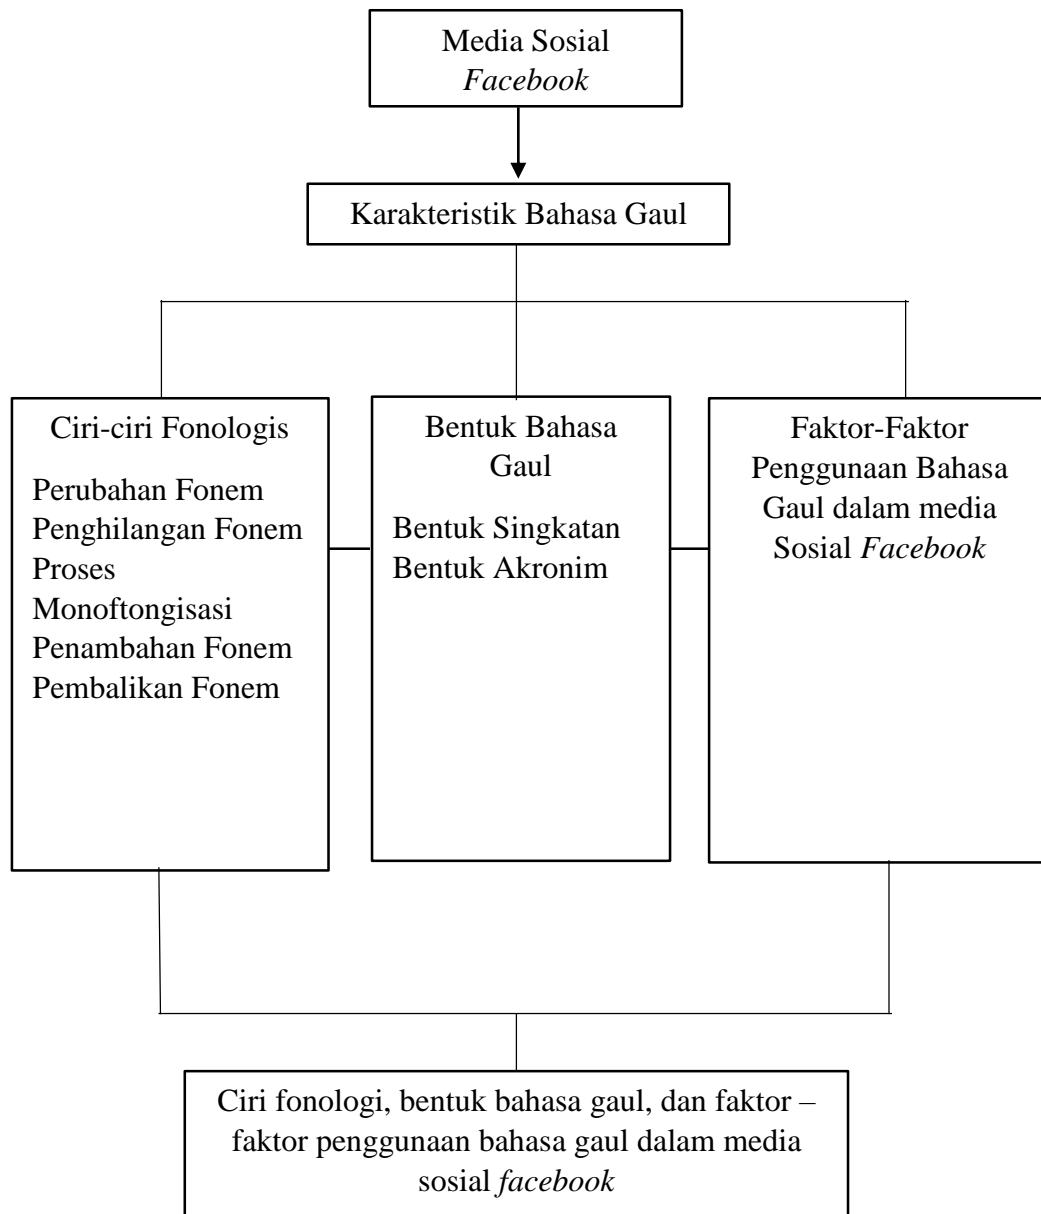 Media Sosial
Facebook
Karakteristik Bahasa Gaul
Ciri-ciri Fonologis
Perubahan Fonem
Penghilangan Fonem
Proses
Monoftongisasi
Penambahan Fonem
Pembalikan Fonem
Bentuk Bahasa
Gaul
Bentuk Singkatan
Bentuk Akronim
Faktor-Faktor
Penggunaan Bahasa
Gaul dalam media
Sosial Facebook
Ciri fonologi, bentuk bahasa gaul, dan faktor –
faktor penggunaan bahasa gaul dalam media
sosial facebook